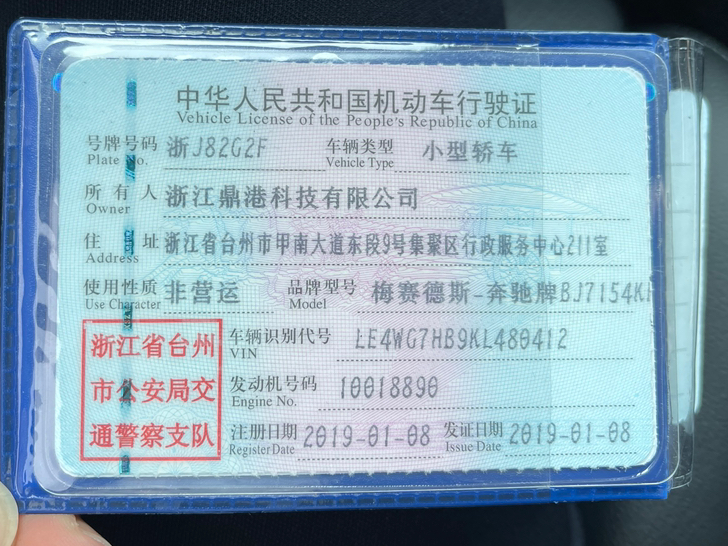 中华人民共和国机动车行驶证
Vehicle License of the People's Republic of China
号牌号码 浙J82G2F 车辆类型 小型轿车
Plate No. Vehicle Type
所有人 浙江鼎港科技有限公司
Owner
住址 浙江省台州市甲南大道东段9号集聚区行政服务中心211室
Address
使用性质 非营运 品牌型号 梅赛德斯-奔驰牌BJ7154K
Use Character Model
浙江省台州
市公安局交
通警察支队
车辆识别代号 LE4WG7HB9KL480412
VIN
发动机号码 10018890
Engine No.
注册日期 2019-01-08 发证日期 2019-01-08
Register Date Issue Date